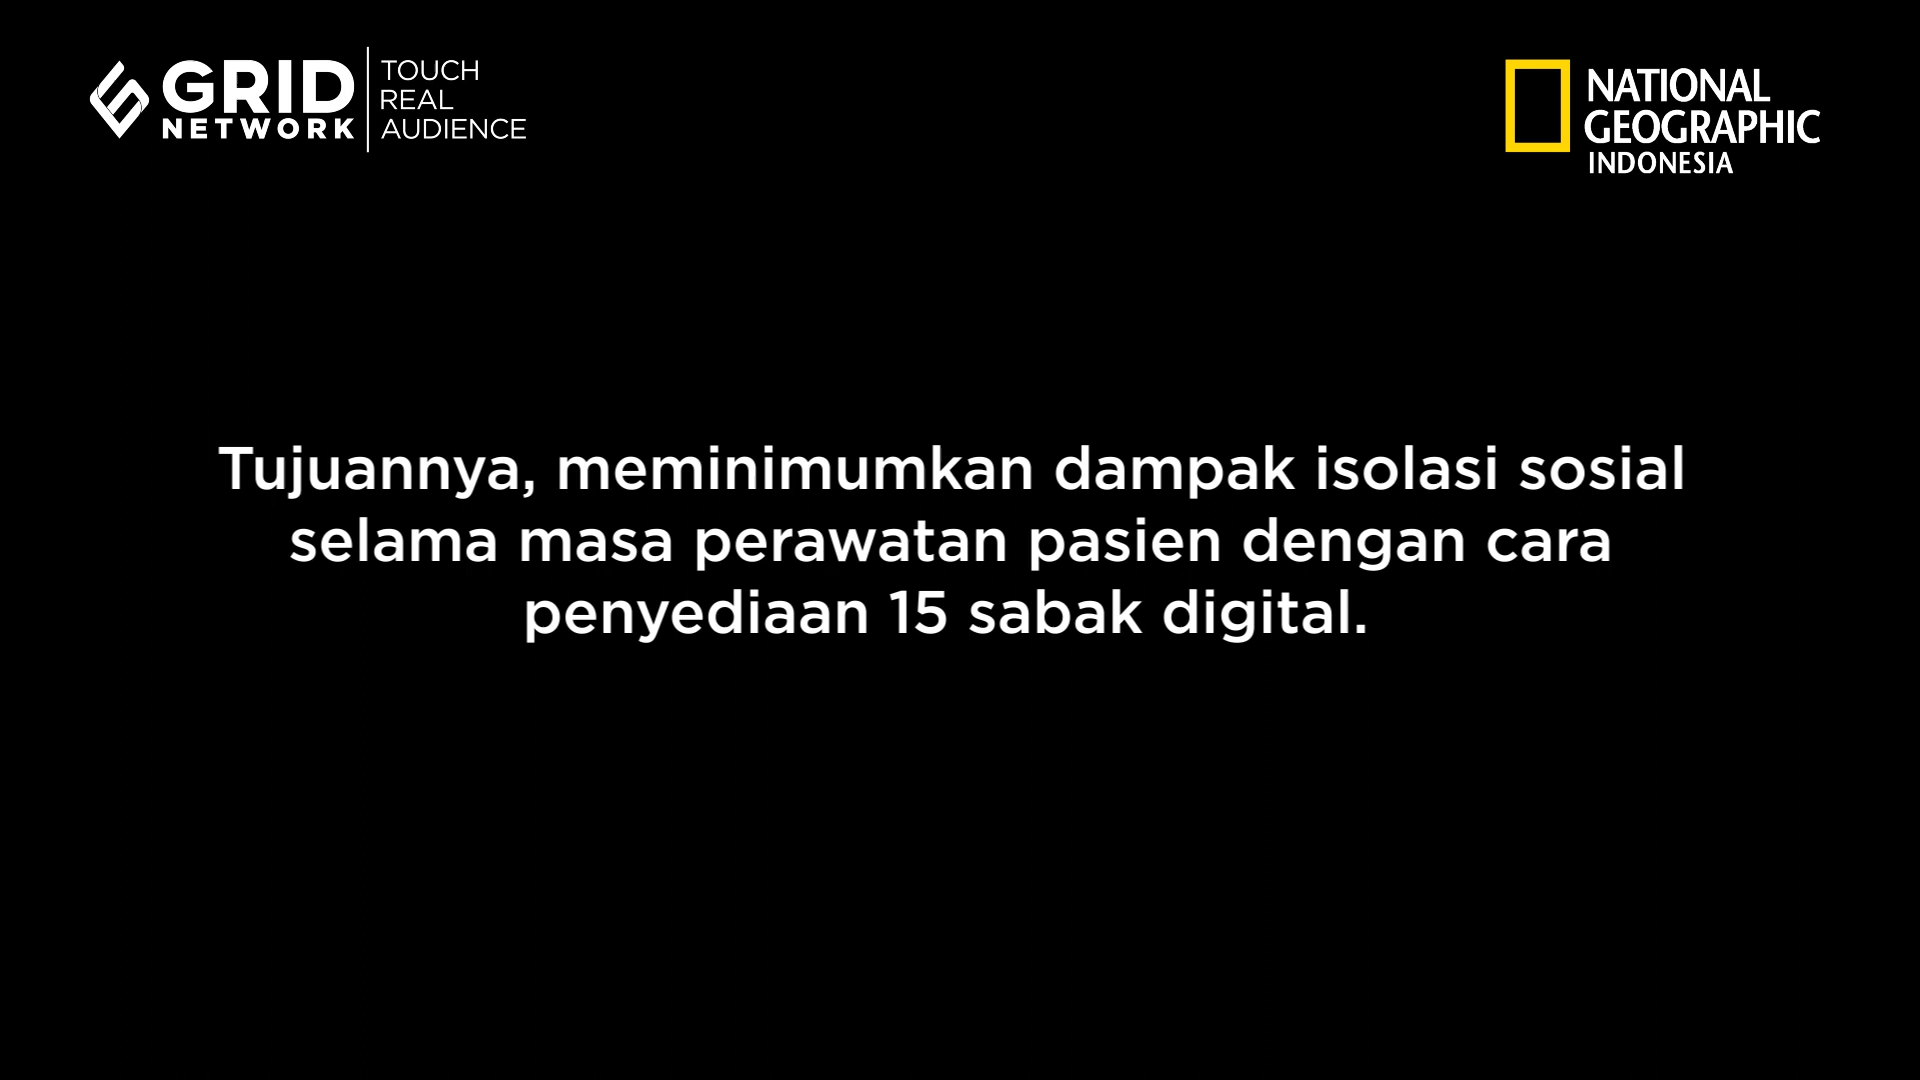 GRID
NETWORK
TOUCH
REAL
AUDIENCE
NATIONAL
GEOGRAPHIC
INDONESIA
Tujuannya, meminimumkan dampak isolasi sosial
selama masa perawatan pasien dengan cara
penyediaan 15 sabak digital.